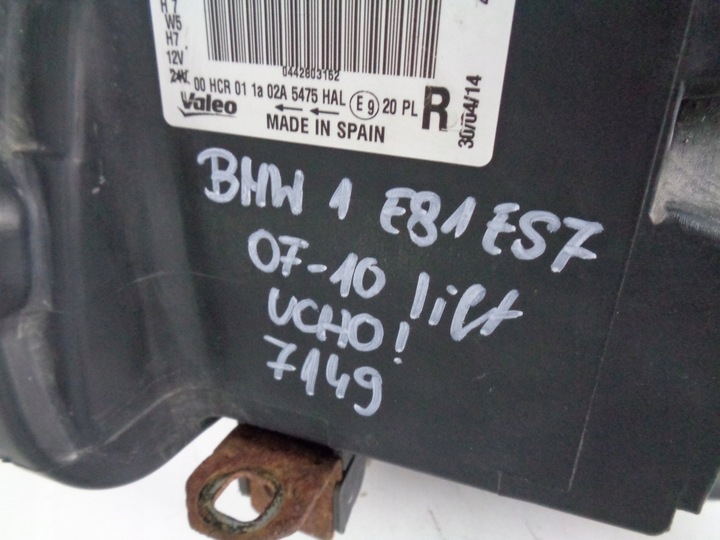 H7
W5
H7
12V
24V
0442803162
00 HCR 01 1a 02A 5475 HAL E9 20 PL
Valeo
MADE IN SPAIN
R
30/04/14
BMW 1 E81 E87
07-10 lift
UCHO!
7149